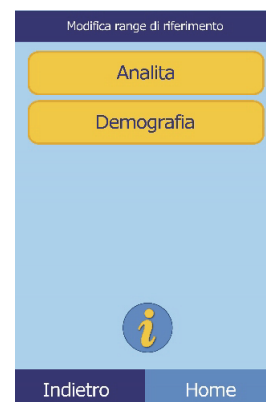 Modifica range di riferimento
Analita
Demografia
i
Indietro Home